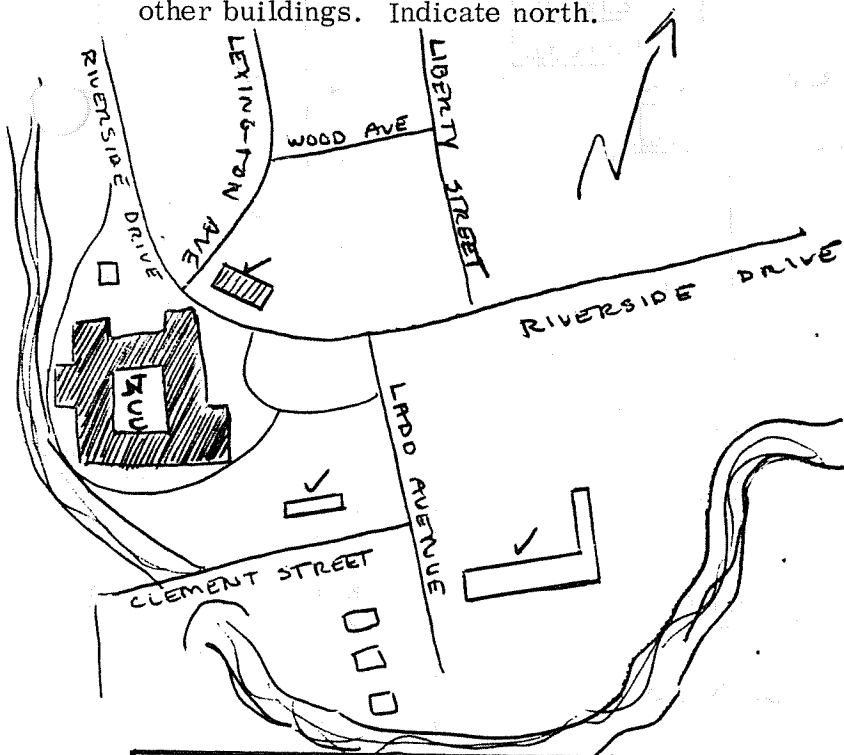 other buildings. Indicate north.
N
RIVERSIDE DRIVE
LEXINGTON AVE
LIBERTY STREET
WOOD AVE
RIVERSIDE DRIVE
LADD AVENUE
CLEMENT STREET